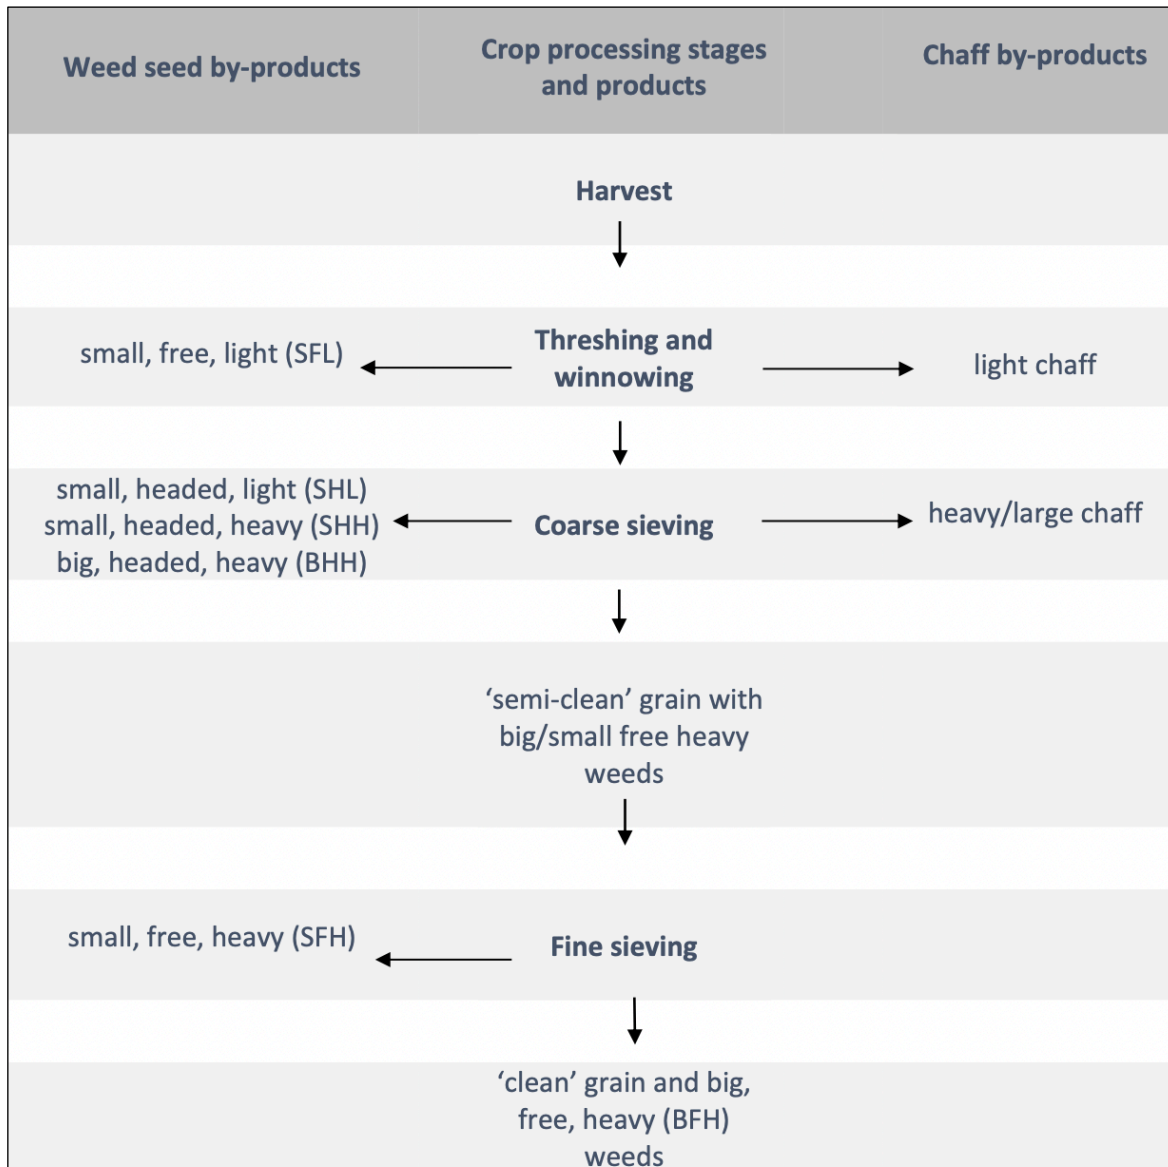 Weed seed by-products
Crop processing stages
and products
Chaff by-products
Harvest
small, free, light (SFL)
Threshing and
winnowing
light chaff
small, headed, light (SHL)
small, headed, heavy (SHH)
big, headed, heavy (BHH)
Coarse sieving
heavy/large chaff
‘semi-clean’ grain with
big/small free heavy
weeds
small, free, heavy (SFH)
Fine sieving
‘clean’ grain and big,
free, heavy (BFH)
weeds